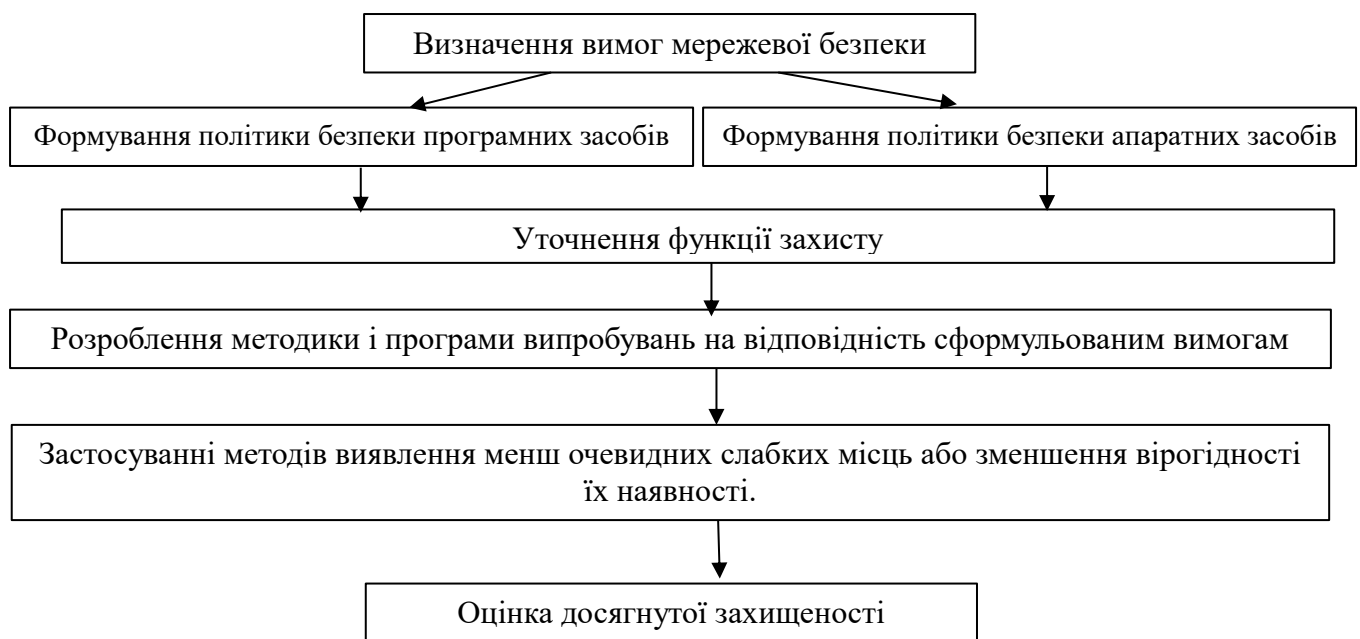 Визначення вимог мережевої безпеки
Формування політики безпеки програмних засобів
Формування політики безпеки апаратних засобів
Уточнення функції захисту
Розроблення методики і програми випробувань на відповідність сформульованим вимогам
Застосуванні методів виявлення менш очевидних слабких місць або зменшення вірогідності
їх наявності.
Оцінка досягнутої захищеності